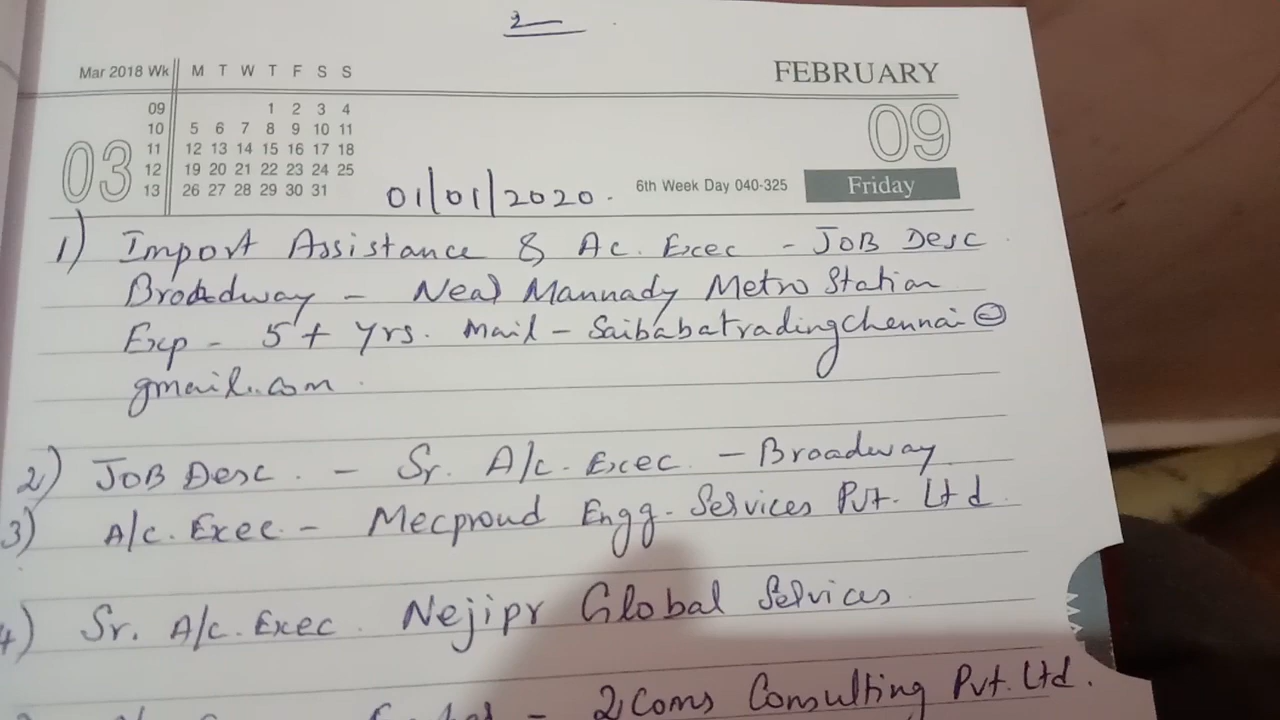 2
Mar 2018 Wk M T W T F S S
FEBRUARY
09 1 2 3 4
10 5 6 7 8 9 10 11
11 12 13 14 15 16 17 18
12 19 20 21 22 23 24 25
13 26 27 28 29 30 31
03
09
01/01/2020.
6th Week Day 040-325
Friday
1) Import Assistance & Ac. Exec - JOB Desc
Broadway - Near Mannady Metro Station
Exp - 5+ yrs. Mail - Saibabatradingchennai@
gmail.com
2) JOB Desc. - Sr. A/c. Exec - Broadway
3) A/c. Exec. - Mecproud Engg. Services Pvt. Ltd
4) Sr. A/c. Exec. Nejipr Global Services
- 2Coms Consulting Pvt. Ltd.